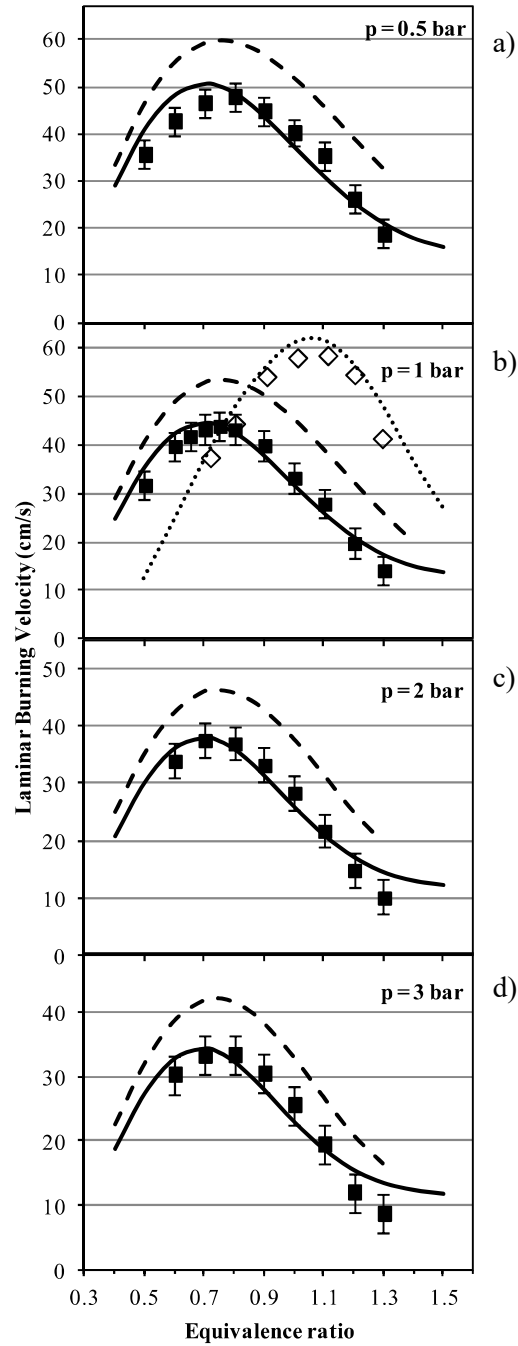 p = 0.5 bar
a)
60
50
40
30
20
10
0
p = 1 bar
b)
60
50
40
30
20
10
0
p = 2 bar
c)
50
40
30
20
10
0
p = 3 bar
d)
40
30
20
10
0
0.3 0.5 0.7 0.9 1.1 1.3 1.5
Laminar Burning Velocity (cm/s)
Equivalence ratio